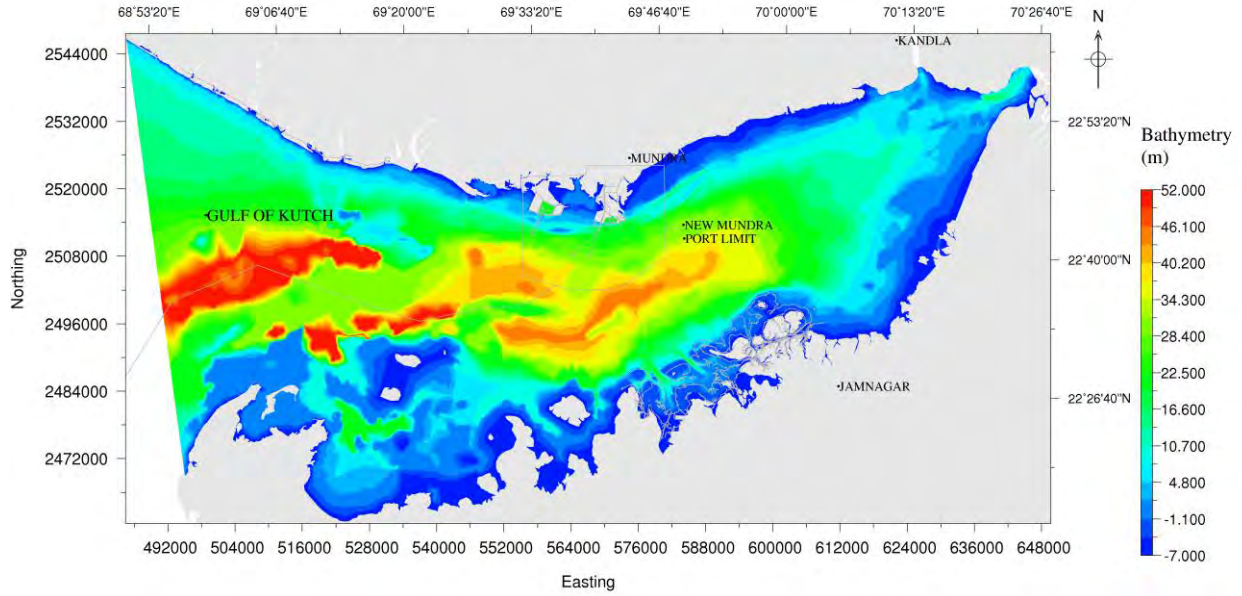 68°53'20"E 69°06'40"E 69°20'00"E 69°33'20"E 69°46'40"E 70°00'00"E 70°13'20"E 70°26'40"E
N
KANDLA
2544000
2532000
22°53'20"N
Bathymetry
(m)
MUNDRA
2520000
52.000
GULF OF KUTCH
46.100
NEW MUNDRA
PORT LIMIT
2508000
22°40'00"N
40.200
Northing
34.300
2496000
28.400
22.500
2484000
JAMNAGAR
22°26'40"N
16.600
10.700
2472000
4.800
-1.100
-7.000
492000 504000 516000 528000 540000 552000 564000 576000 588000 600000 612000 624000 636000 648000
Easting